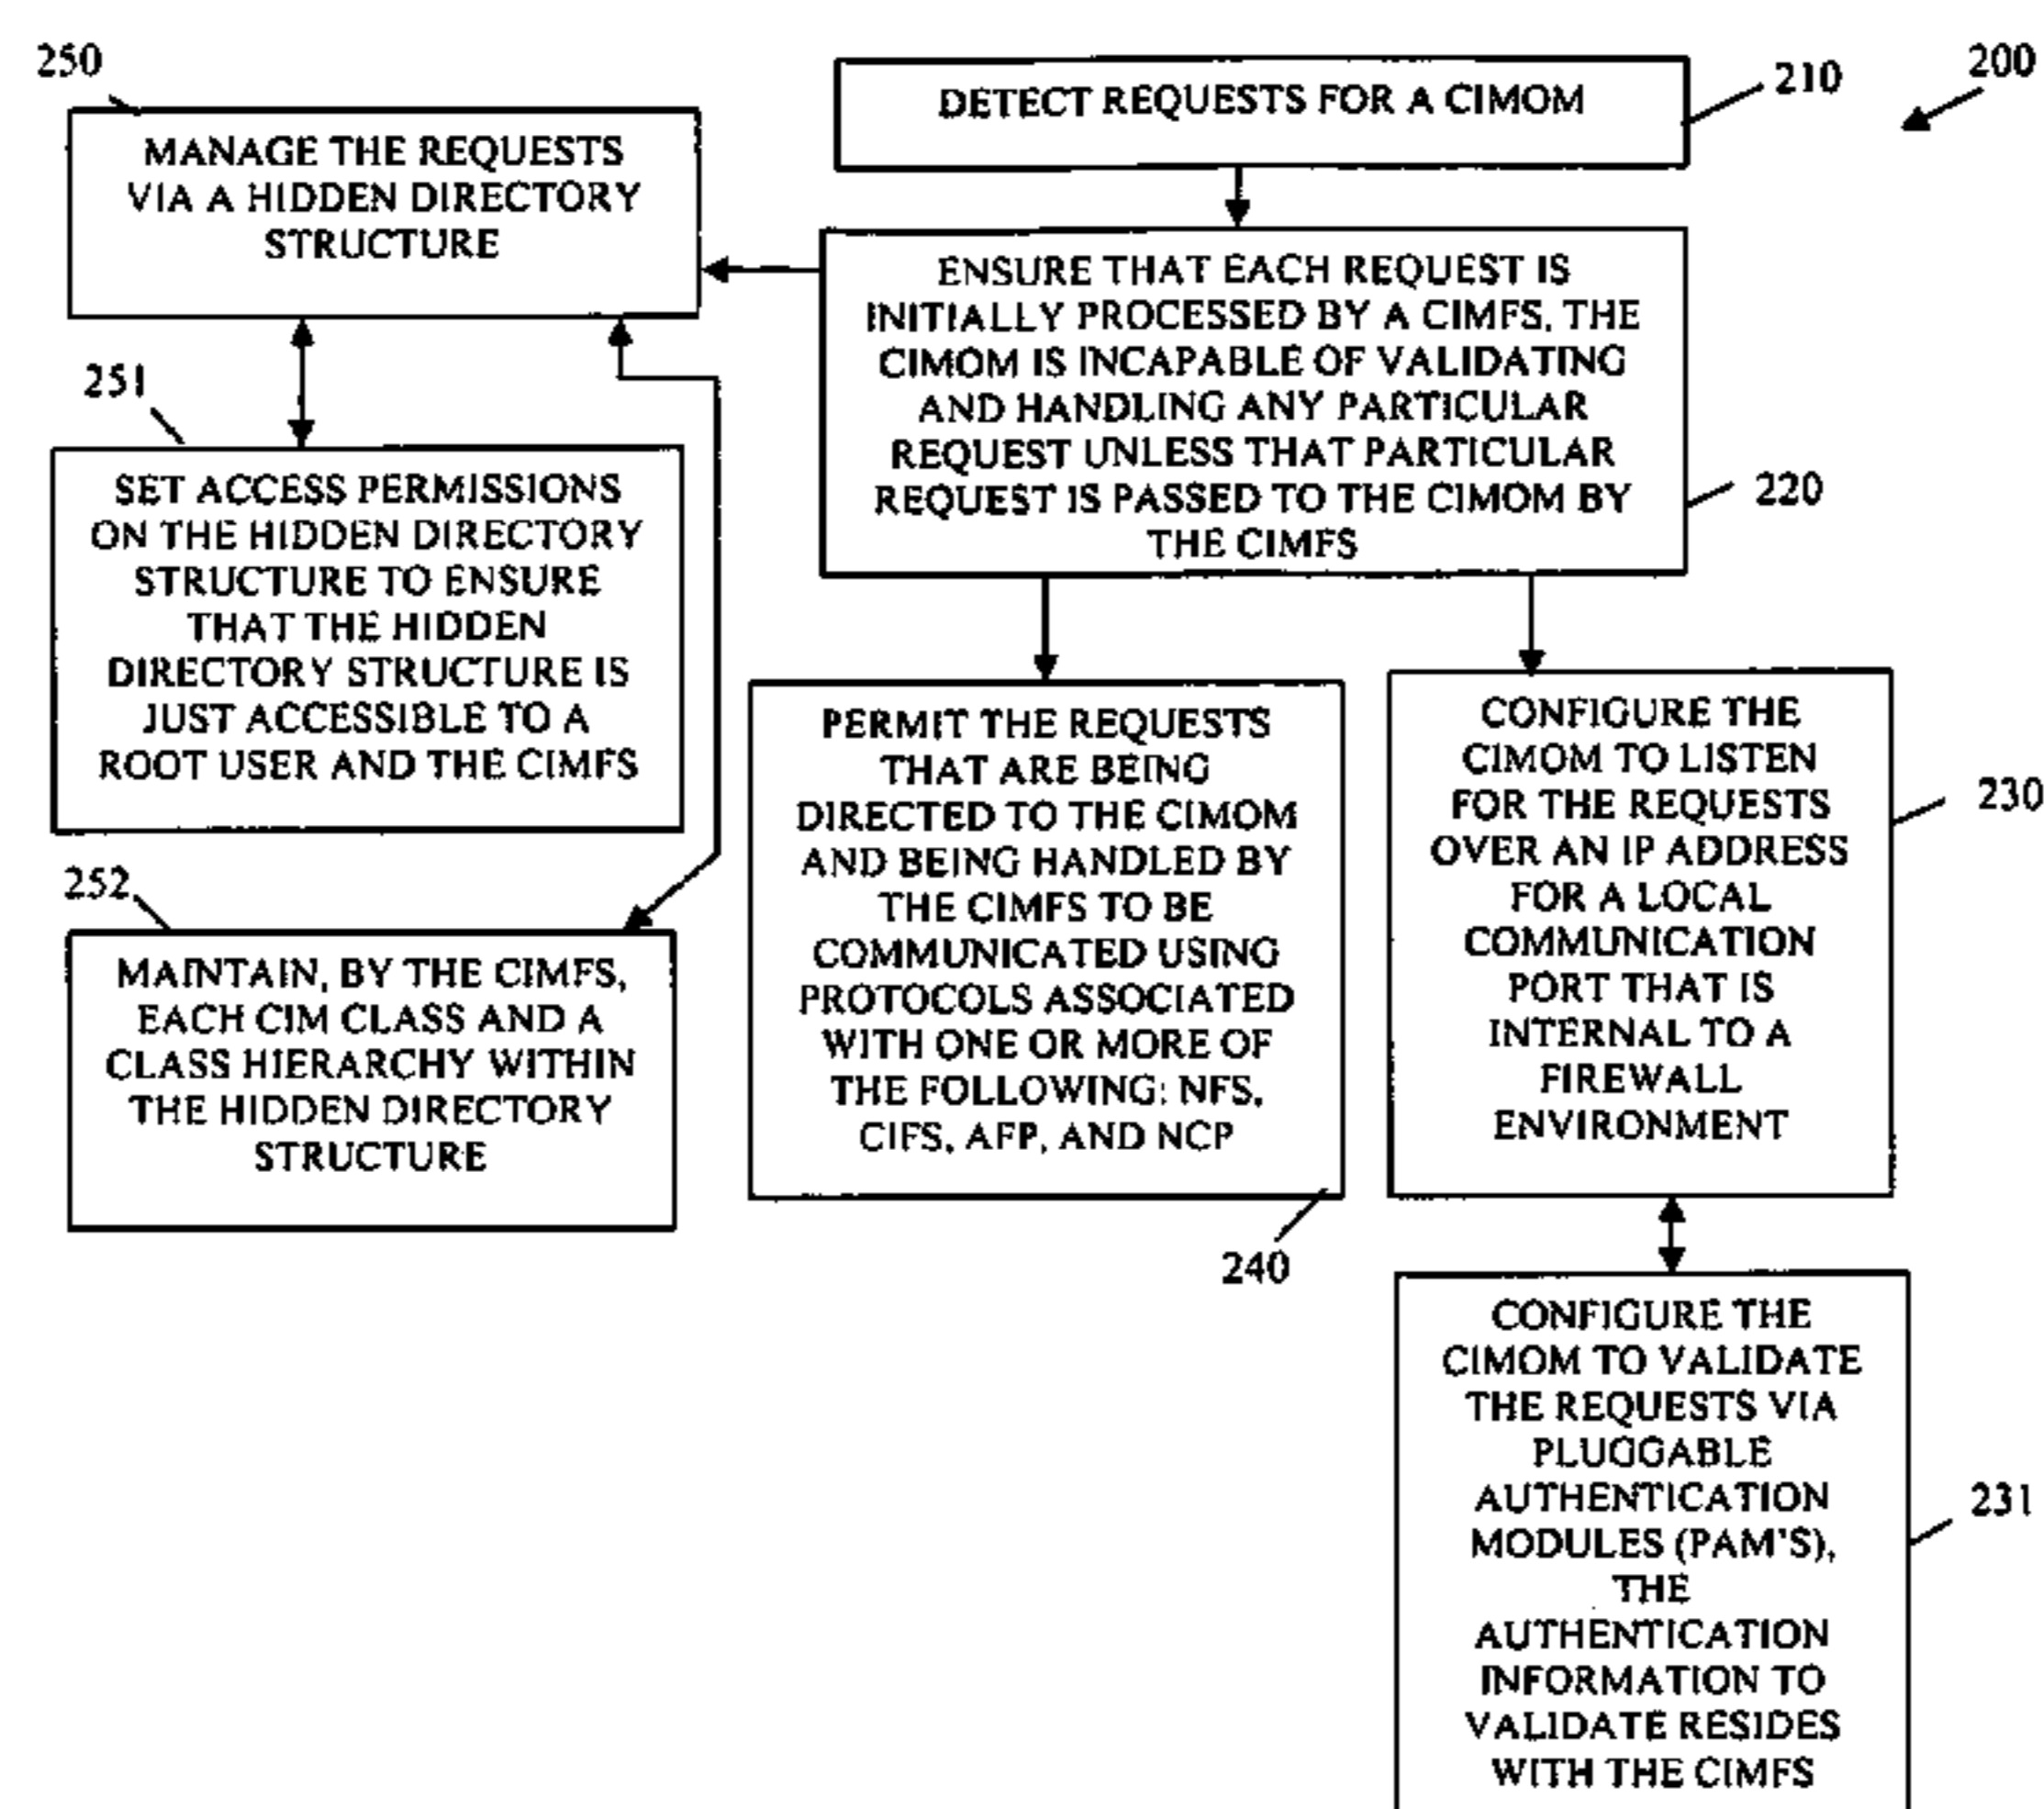 200
210
DETECT REQUESTS FOR A CIMOM
250
MANAGE THE REQUESTS
VIA A HIDDEN DIRECTORY
STRUCTURE
220
ENSURE THAT EACH REQUEST IS
INITIALLY PROCESSED BY A CIMFS, THE
CIMOM IS INCAPABLE OF VALIDATING
AND HANDLING ANY PARTICULAR
REQUEST UNLESS THAT PARTICULAR
REQUEST IS PASSED TO THE CIMOM BY
THE CIMFS
251
SET ACCESS PERMISSIONS
ON THE HIDDEN DIRECTORY
STRUCTURE TO ENSURE
THAT THE HIDDEN
DIRECTORY STRUCTURE IS
JUST ACCESSIBLE TO A
ROOT USER AND THE CIMFS
252
MAINTAIN, BY THE CIMFS,
EACH CIM CLASS AND A
CLASS HIERARCHY WITHIN
THE HIDDEN DIRECTORY
STRUCTURE
PERMIT THE REQUESTS
THAT ARE BEING
DIRECTED TO THE CIMOM
AND BEING HANDLED BY
THE CIMFS TO BE
COMMUNICATED USING
PROTOCOLS ASSOCIATED
WITH ONE OR MORE OF
THE FOLLOWING: NFS,
CIFS, AFP, AND NCP
240
CONFIGURE THE
CIMOM TO LISTEN
FOR THE REQUESTS
OVER AN IP ADDRESS
FOR A LOCAL
COMMUNICATION
PORT THAT IS
INTERNAL TO A
FIREWALL
ENVIRONMENT
230
CONFIGURE THE
CIMOM TO VALIDATE
THE REQUESTS VIA
PLUGGABLE
AUTHENTICATION
MODULES (PAM'S),
THE
AUTHENTICATION
INFORMATION TO
VALIDATE RESIDES
WITH THE CIMFS
231